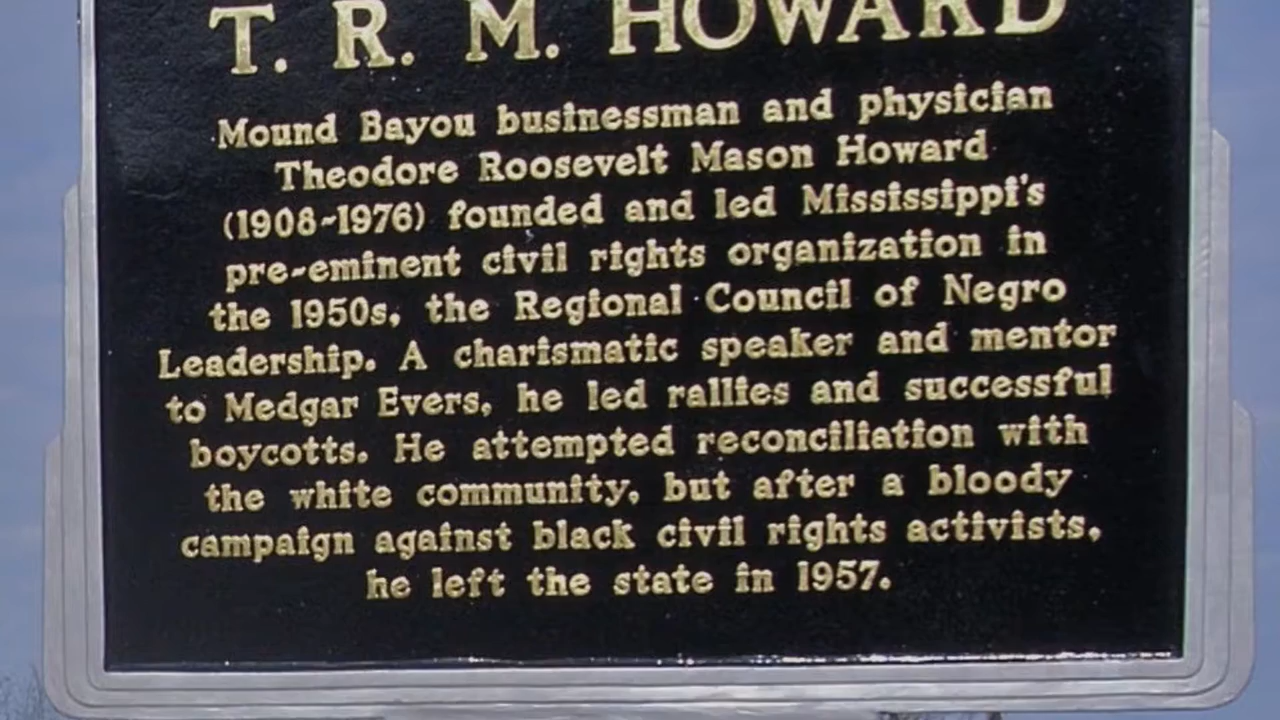 T. R. M. HOWARD
Mound Bayou businessman and physician
Theodore Roosevelt Mason Howard
(1908-1976) founded and led Mississippi's
pre-eminent civil rights organization in
the 1950s, the Regional Council of Negro
Leadership. A charismatic speaker and mentor
to Medgar Evers, he led rallies and successful
boycotts. He attempted reconciliation with
the white community, but after a bloody
campaign against black civil rights activists,
he left the state in 1957.